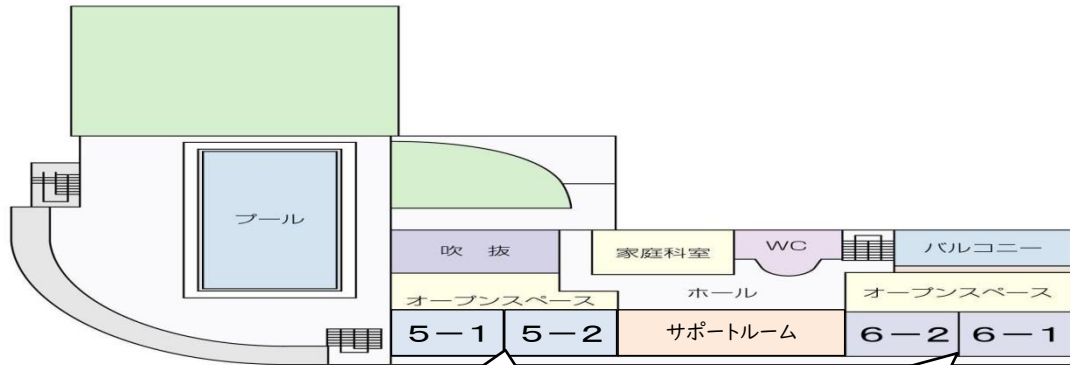 プール
吹 抜
家庭科室
WC
バルコニー
オープンスペース
ホール
オープンスペース
5-1
5-2
サポートルーム
6-2
6-1